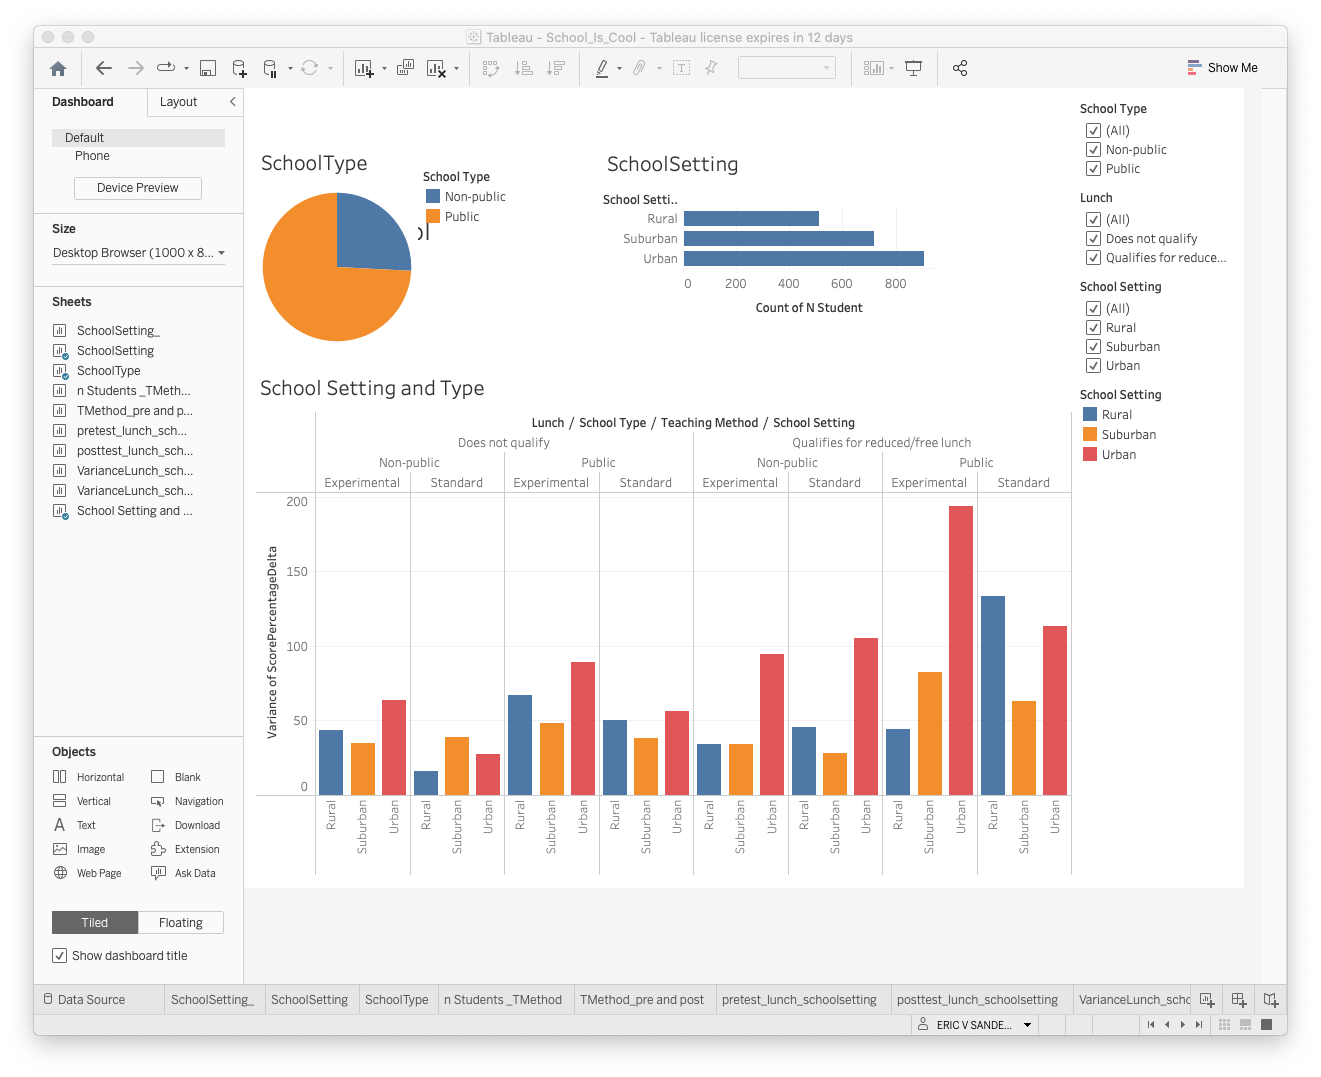 Tableau - School_Is_Cool - Tableau license expires in 12 days
Show Me
Dashboard
Layout
Default
Phone
Device Preview
Size
Desktop Browser (1000 x 8...
Sheets
SchoolSetting_
SchoolSetting
SchoolType
n Students _TMeth...
TMethod_pre and p...
pretest_lunch_sch...
posttest_lunch_sch...
VarianceLunch_sch...
VarianceLunch_sch...
School Setting and ...
Objects
Horizontal
Blank
Vertical
Navigation
Text
Download
Image
Extension
Web Page
Ask Data
Tiled
Floating
Show dashboard title
SchoolType
School Type
Non-public
Public
ol
SchoolSetting
School Setti..
Rural
Suburban
Urban
0 200 400 600 800
Count of N Student
School Setting and Type
Lunch / School Type / Teaching Method / School Setting
Does not qualify Qualifies for reduced/free lunch
Non-public Public Non-public Public
Experimental Standard Experimental Standard Experimental Standard Experimental Standard
Variance of ScorePercentageDelta
200
150
100
50
0
Rural Suburban Urban Rural Suburban Urban Rural Suburban Urban Rural Suburban Urban Rural Suburban Urban Rural Suburban Urban Rural Suburban Urban Rural Suburban Urban
School Type
(All)
Non-public
Public
Lunch
(All)
Does not qualify
Qualifies for reduce...
School Setting
(All)
Rural
Suburban
Urban
School Setting
Rural
Suburban
Urban
Data Source SchoolSetting_ SchoolSetting SchoolType n Students _TMethod TMethod_pre and post pretest_lunch_schoolsetting posttest_lunch_schoolsetting VarianceLunch_scho
ERIC V SANDE...